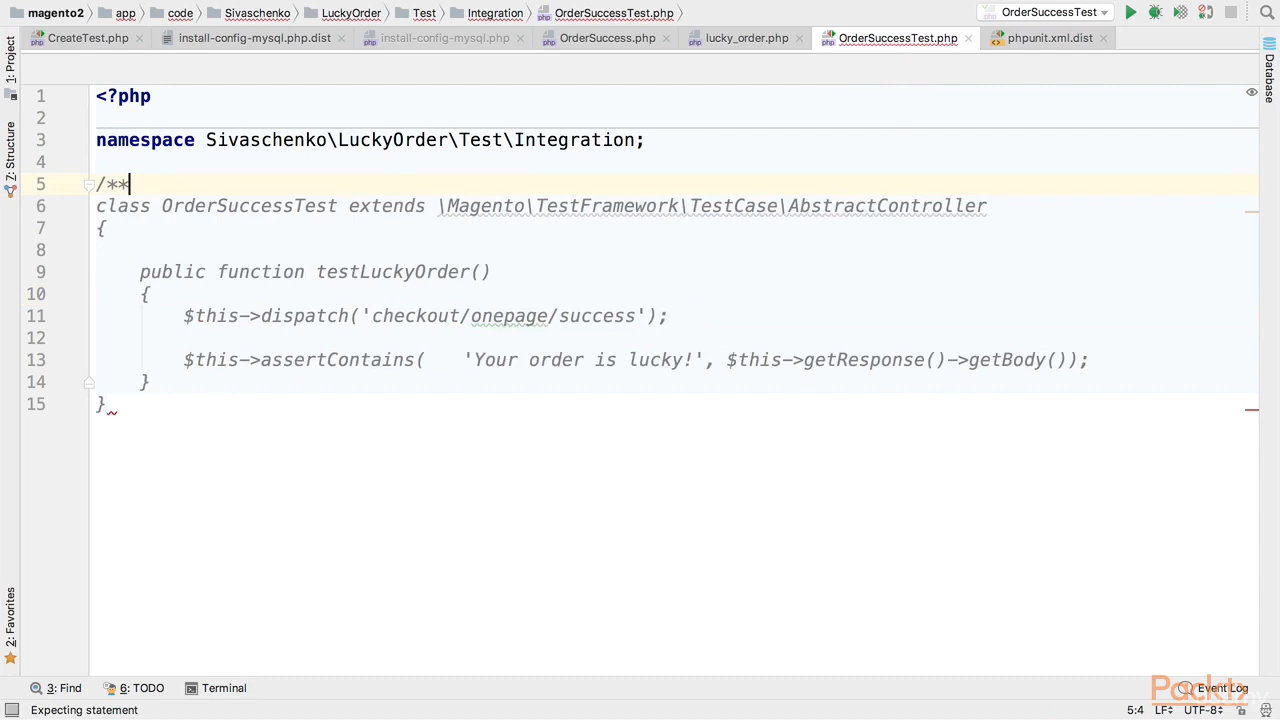 magento2 app code Sivaschenko LuckyOrder Test Integration OrderSuccessTest.php OrderSuccessTest
CreateTest.php install-config-mysql.php.dist install-config-mysql.php OrderSuccess.php lucky_order.php OrderSuccessTest.php phpunit.xml.dist
1: Project
7: Structure
2: Favorites
Database
1 <?php
2
3 namespace Sivaschenko\LuckyOrder\Test\Integration;
4
5 /**
6 class OrderSuccessTest extends \Magento\TestFramework\TestCase\AbstractController
7 {
8
9 public function testLuckyOrder()
10 {
11 $this->dispatch('checkout/onepage/success');
12
13 $this->assertContains( 'Your order is lucky!', $this->getResponse()->getBody());
14 }
15 }
3: Find 6: TODO Terminal Event Log
Packt
Expecting statement 5:4 LF UTF-8